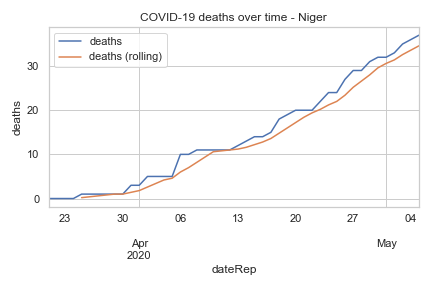 COVID-19 deaths over time - Niger
deaths
deaths (rolling)
deaths
30
20
10
0
23 30 06 13 20 27 04
Apr May
2020
dateRep